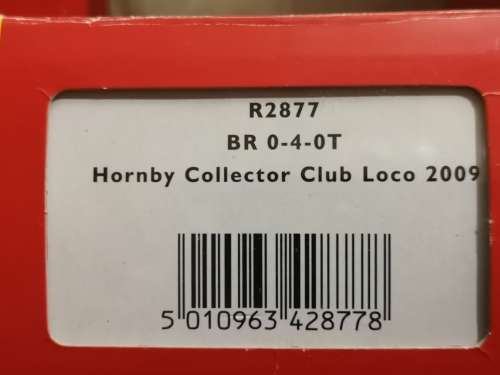 R2877
BR 0-4-0T
Hornby Collector Club Loco 2009
5 010963 428778